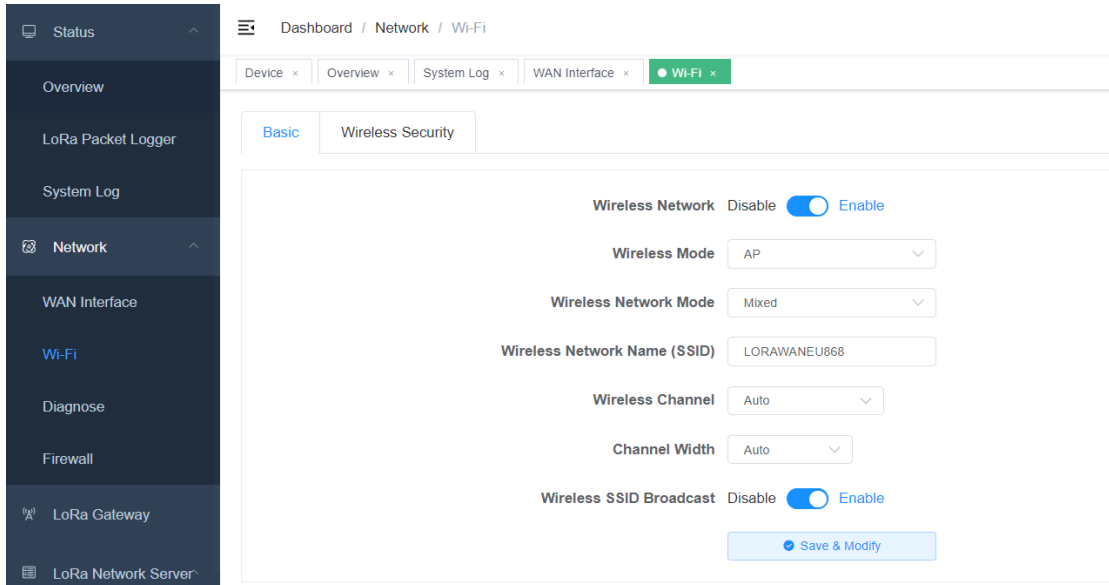 Status
Overview
LoRa Packet Logger
System Log
Network
WAN Interface
Wi-Fi
Diagnose
Firewall
LoRa Gateway
LoRa Network Server
Dashboard / Network / Wi-Fi
Device ×
Overview ×
System Log ×
WAN Interface ×
Wi-Fi ×
Basic
Wireless Security
Wireless Network Disable Enable
Wireless Mode AP
Wireless Network Mode Mixed
Wireless Network Name (SSID) LORAWANEU868
Wireless Channel Auto
Channel Width Auto
Wireless SSID Broadcast Disable Enable
Save & Modify